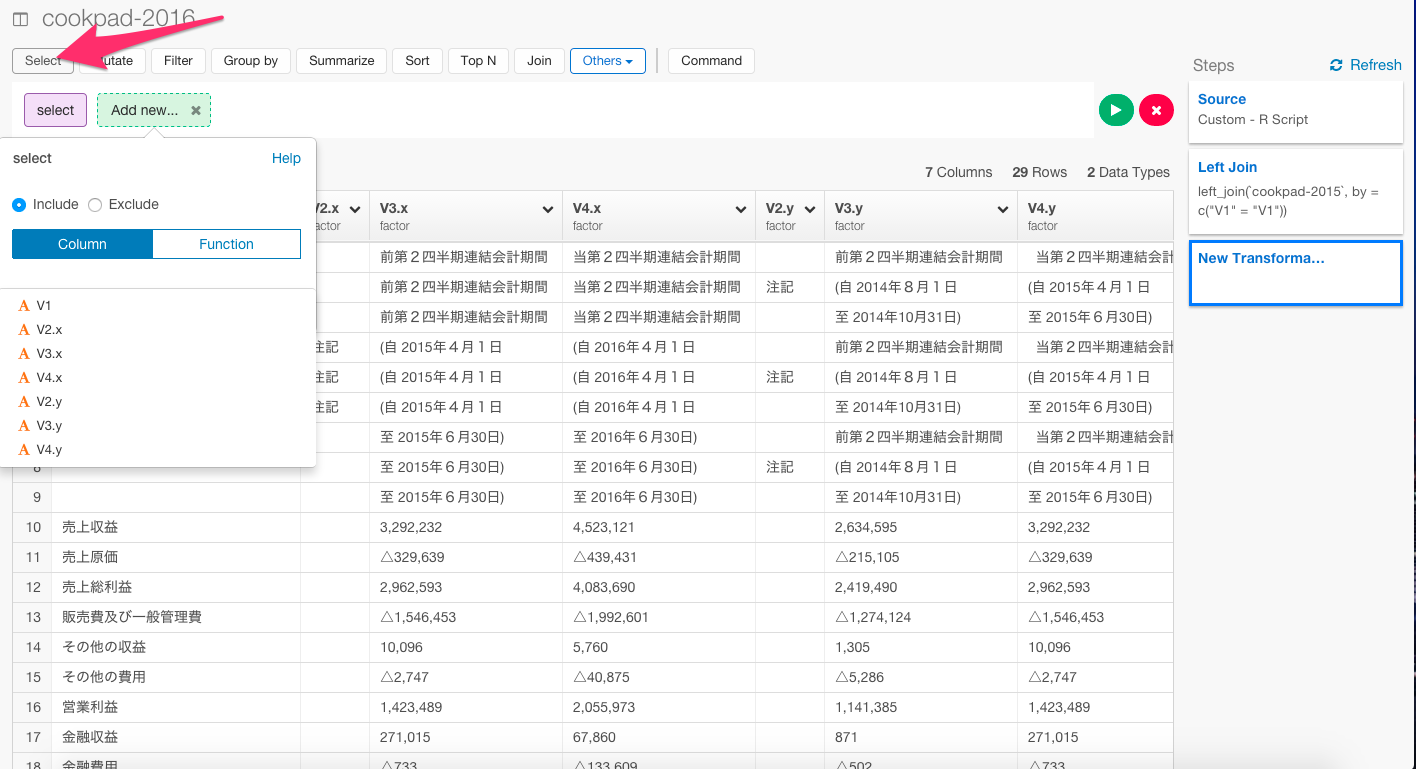 cookpad-2016
Select
Filter
Group by
Summarize
Sort
Top N
Join
Others
Command
select
Add new...
select
Help
Include
Exclude
Column
Function
V1
V2.x
V3.x
V4.x
V2.y
V3.y
V4.y
7 Columns 29 Rows 2 Data Types
V3.x V4.x V2.y V3.y V4.y
factor factor factor factor factor
前第２四半期連結会計期間 当第２四半期連結会計期間 前第２四半期連結会計期間 当第２四半期連結会計
前第２四半期連結会計期間 当第２四半期連結会計期間 注記 (自 2014年８月１日 (自 2015年４月１日
前第２四半期連結会計期間 当第２四半期連結会計期間 至 2014年10月31日) 至 2015年６月30日)
注記 (自 2015年４月１日 (自 2016年４月１日 前第２四半期連結会計期間 当第２四半期連結会計
注記 (自 2015年４月１日 (自 2016年４月１日 注記 (自 2014年８月１日 (自 2015年４月１日
注記 (自 2015年４月１日 (自 2016年４月１日 至 2014年10月31日) 至 2015年６月30日)
至 2015年６月30日) 至 2016年６月30日) 前第２四半期連結会計期間 当第２四半期連結会計
至 2015年６月30日) 至 2016年６月30日) 注記 (自 2014年８月１日 (自 2015年４月１日
9 至 2015年６月30日) 至 2016年６月30日) 至 2014年10月31日) 至 2015年６月30日)
10 売上収益 3,292,232 4,523,121 2,634,595 3,292,232
11 売上原価 △329,639 △439,431 △215,105 △329,639
12 売上総利益 2,962,593 4,083,690 2,419,490 2,962,593
13 販売費及び一般管理費 △1,546,453 △1,992,601 △1,274,124 △1,546,453
14 その他の収益 10,096 5,760 1,305 10,096
15 その他の費用 △2,747 △40,875 △5,286 △2,747
16 営業利益 1,423,489 2,055,973 1,141,385 1,423,489
17 金融収益 271,015 67,860 871 271,015
18 金融費用 △733 △133,609 △502 △733
Steps
Refresh
Source
Custom - R Script
Left Join
left_join(`cookpad-2015`, by =
c("V1" = "V1"))
New Transforma...